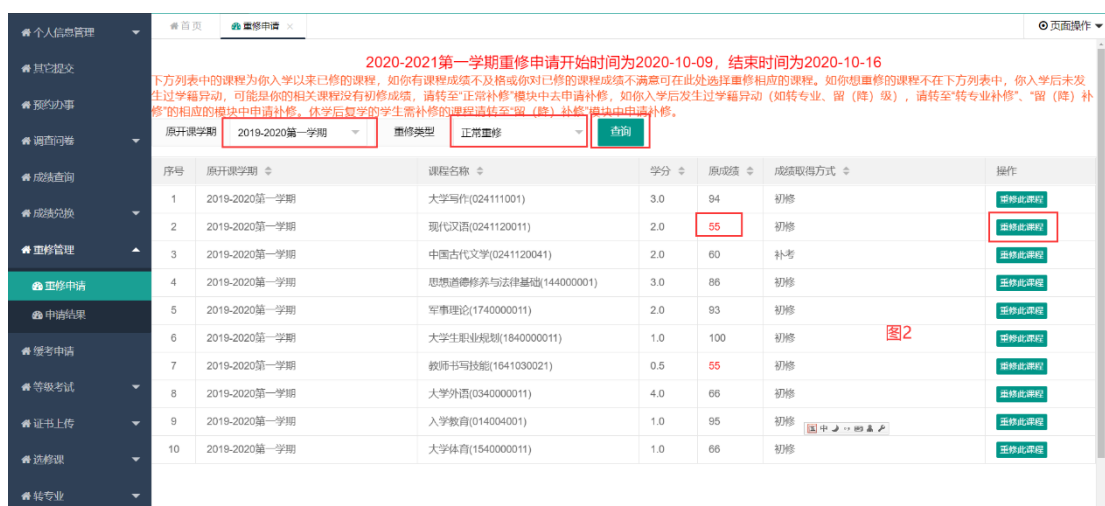 个人信息管理
首页
重修申请
页面操作
其它提交
预约办事
调查问卷
成绩查询
成绩兑换
重修管理
重修申请
申请结果
缓考申请
等级考试
证书上传
选修课
转专业
2020-2021第一学期重修申请开始时间为2020-10-09，结束时间为2020-10-16
下方列表中的课程为你入学以来已修的课程，如你有课程成绩不及格或你对已修的课程成绩不满意可在此处选择重修相应的课程。如你想重修的课程不在下方列表中，你入学后未发
生过学籍异动，可能是你的相关课程没有初修成绩，请转至“正常补修”模块中去申请补修，如你入学后发生过学籍异动（如转专业、留（降）级），请转至“转专业补修”、“留（降）补
修”的相应的模块中申请补修。休学后复学的学生需补修的课程请转至“留（降）补修”模块中申请补修。
原开课学期 2019-2020第一学期 重修类型 正常重修 查询
序号 原开课学期 课程名称 学分 原成绩 成绩取得方式 操作
1 2019-2020第一学期 大学写作(024111001) 3.0 94 初修 重修此课程
2 2019-2020第一学期 现代汉语(0241120011) 2.0 55 初修 重修此课程
3 2019-2020第一学期 中国古代文学(0241120041) 2.0 60 补考 重修此课程
4 2019-2020第一学期 思想道德修养与法律基础(144000001) 3.0 86 初修 重修此课程
5 2019-2020第一学期 军事理论(1740000011) 2.0 93 初修 重修此课程
6 2019-2020第一学期 大学生职业规划(1840000011) 1.0 100 初修 重修此课程
图2
7 2019-2020第一学期 教师书写技能(1641030021) 0.5 55 初修 重修此课程
8 2019-2020第一学期 大学外语(0340000011) 4.0 66 初修 重修此课程
9 2019-2020第一学期 入学教育(014004001) 1.0 95 初修 重修此课程
中
10 2019-2020第一学期 大学体育(1540000011) 1.0 66 初修 重修此课程